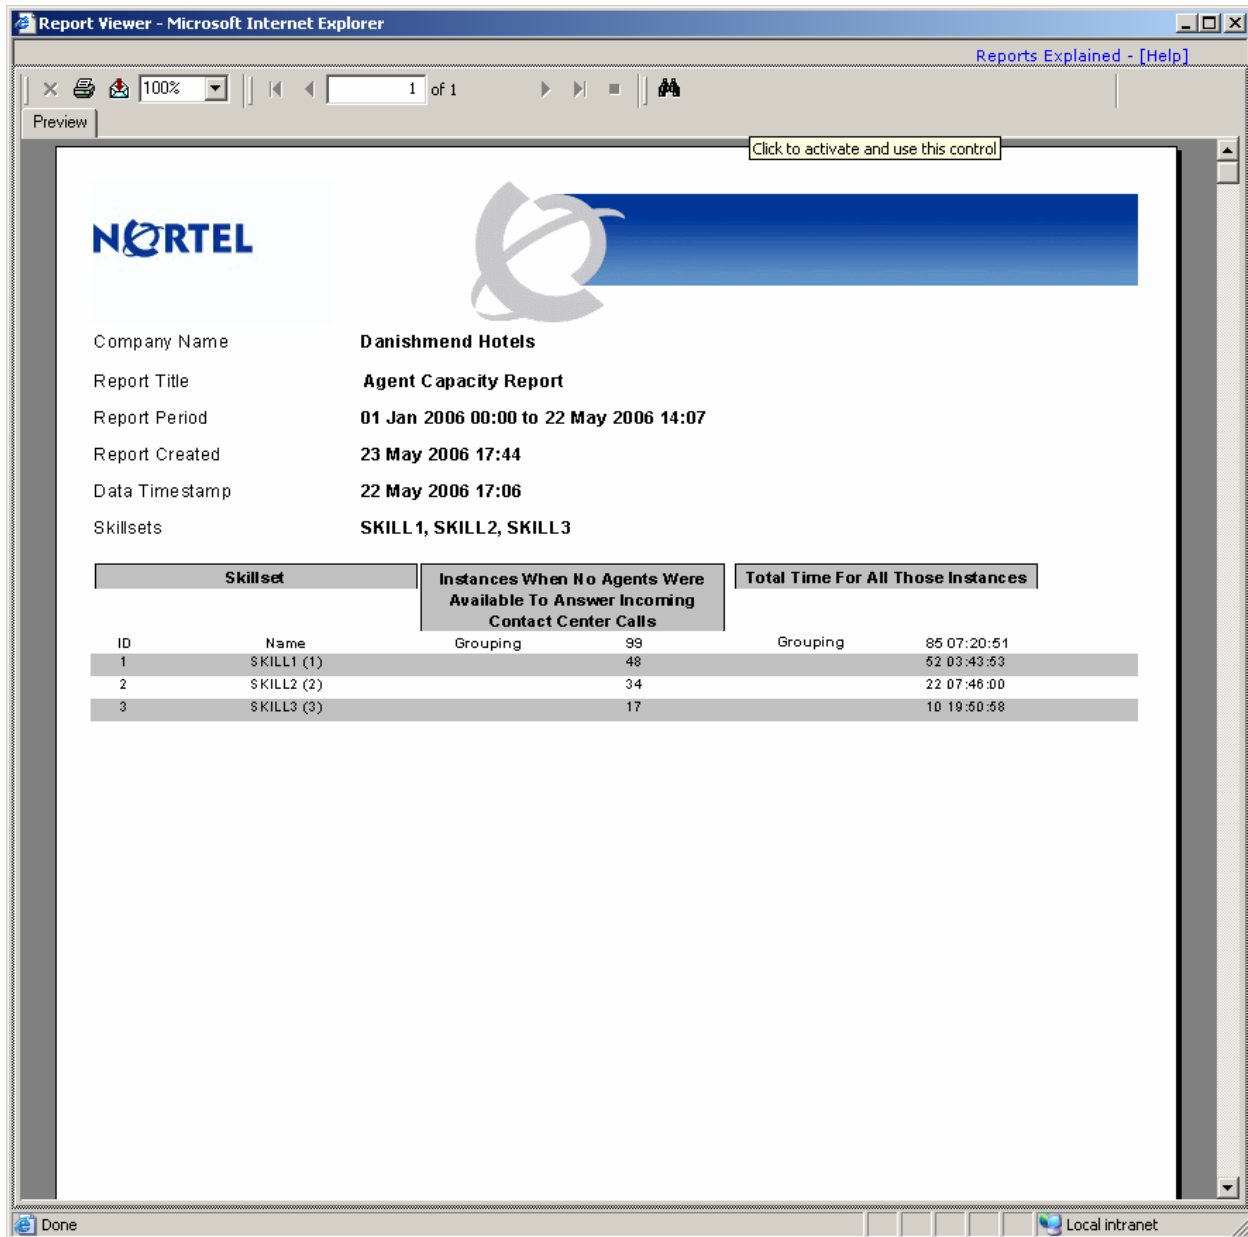 Report Viewer - Microsoft Internet Explorer
Reports Explained - [Help]
100% 1 of 1
Preview
Click to activate and use this control
NORTEL
Company Name Danishmend Hotels
Report Title Agent Capacity Report
Report Period 01 Jan 2006 00:00 to 22 May 2006 14:07
Report Created 23 May 2006 17:44
Data Timestamp 22 May 2006 17:06
Skillsets SKILL1, SKILL2, SKILL3
Skillset Instances When No Agents Were Total Time For All Those Instances
Available To Answer Incoming
Contact Center Calls
ID Name Grouping 99 Grouping 85 07:20:51
1 SKILL1 (1) 48 52 03:43:53
2 SKILL2 (2) 34 22 07:46:00
3 SKILL3 (3) 17 10 19:50:58
Done Local intranet